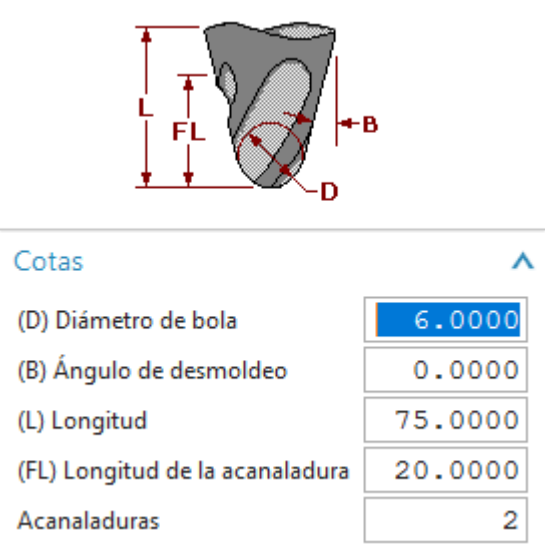 L
FL
B
D
Cotas
(D) Diámetro de bola 6.0000
(B) Ángulo de desmoldeo 0.0000
(L) Longitud 75.0000
(FL) Longitud de la acanaladura 20.0000
Acanaladuras 2